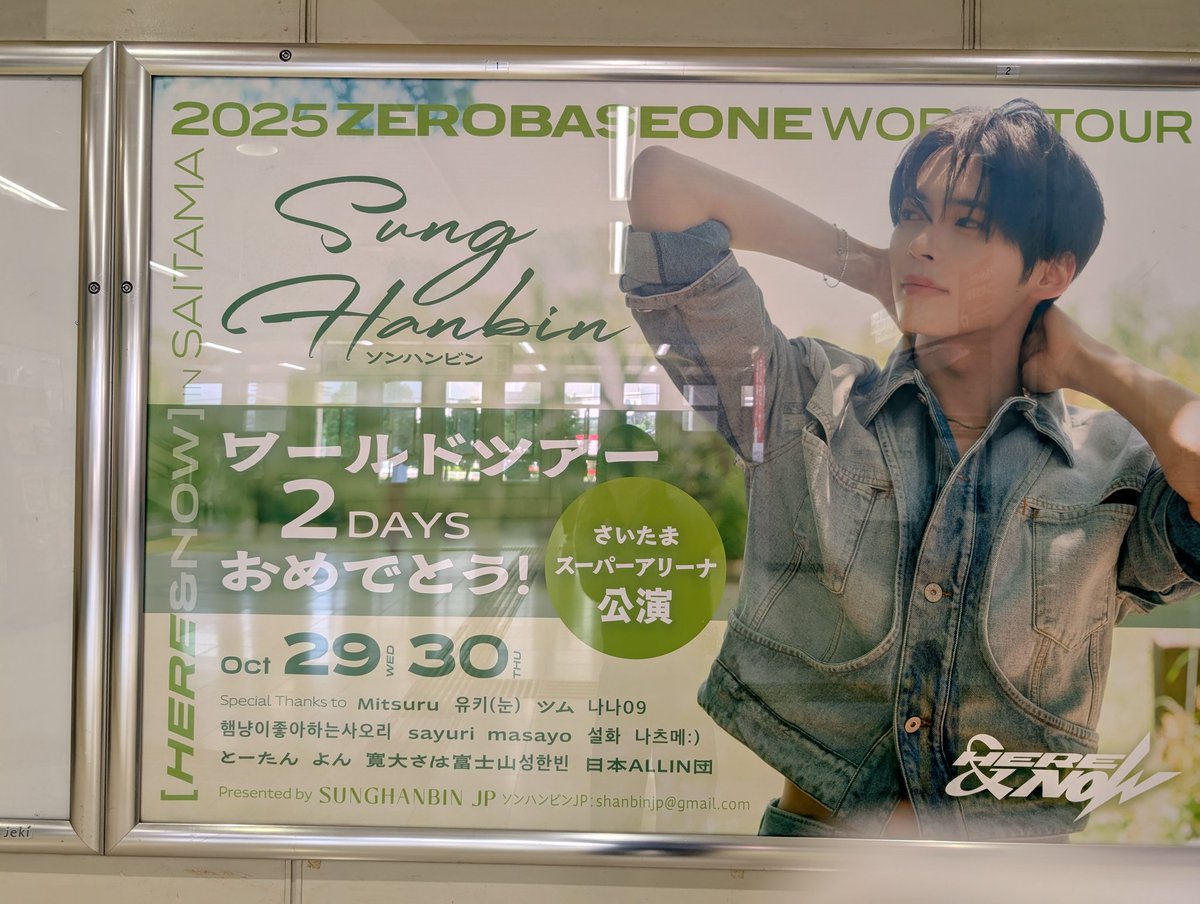 1
2
2025 ZEROBASEONE WORLD TOUR
[HERE&NOW] IN SAITAMA
Sung
Hanbin
ソンハンビン
ワールドツアー
2 DAYS
おめでとう!
さいたま
スーパーアリーナ
公演
Oct 29 WED 30 THU
Special Thanks to Mitsuru 유키(눈) ツム 나나09
햄냥이좋아하는사오리 sayuri masayo 설화 나츠메:)
とーたん よん 寛大さは富士山성한빈 日本ALLIN団
Presented by SUNGHANBIN JP ソンハンビンJP:shanbinjp@gmail.com
HERE
& NOW
jeki